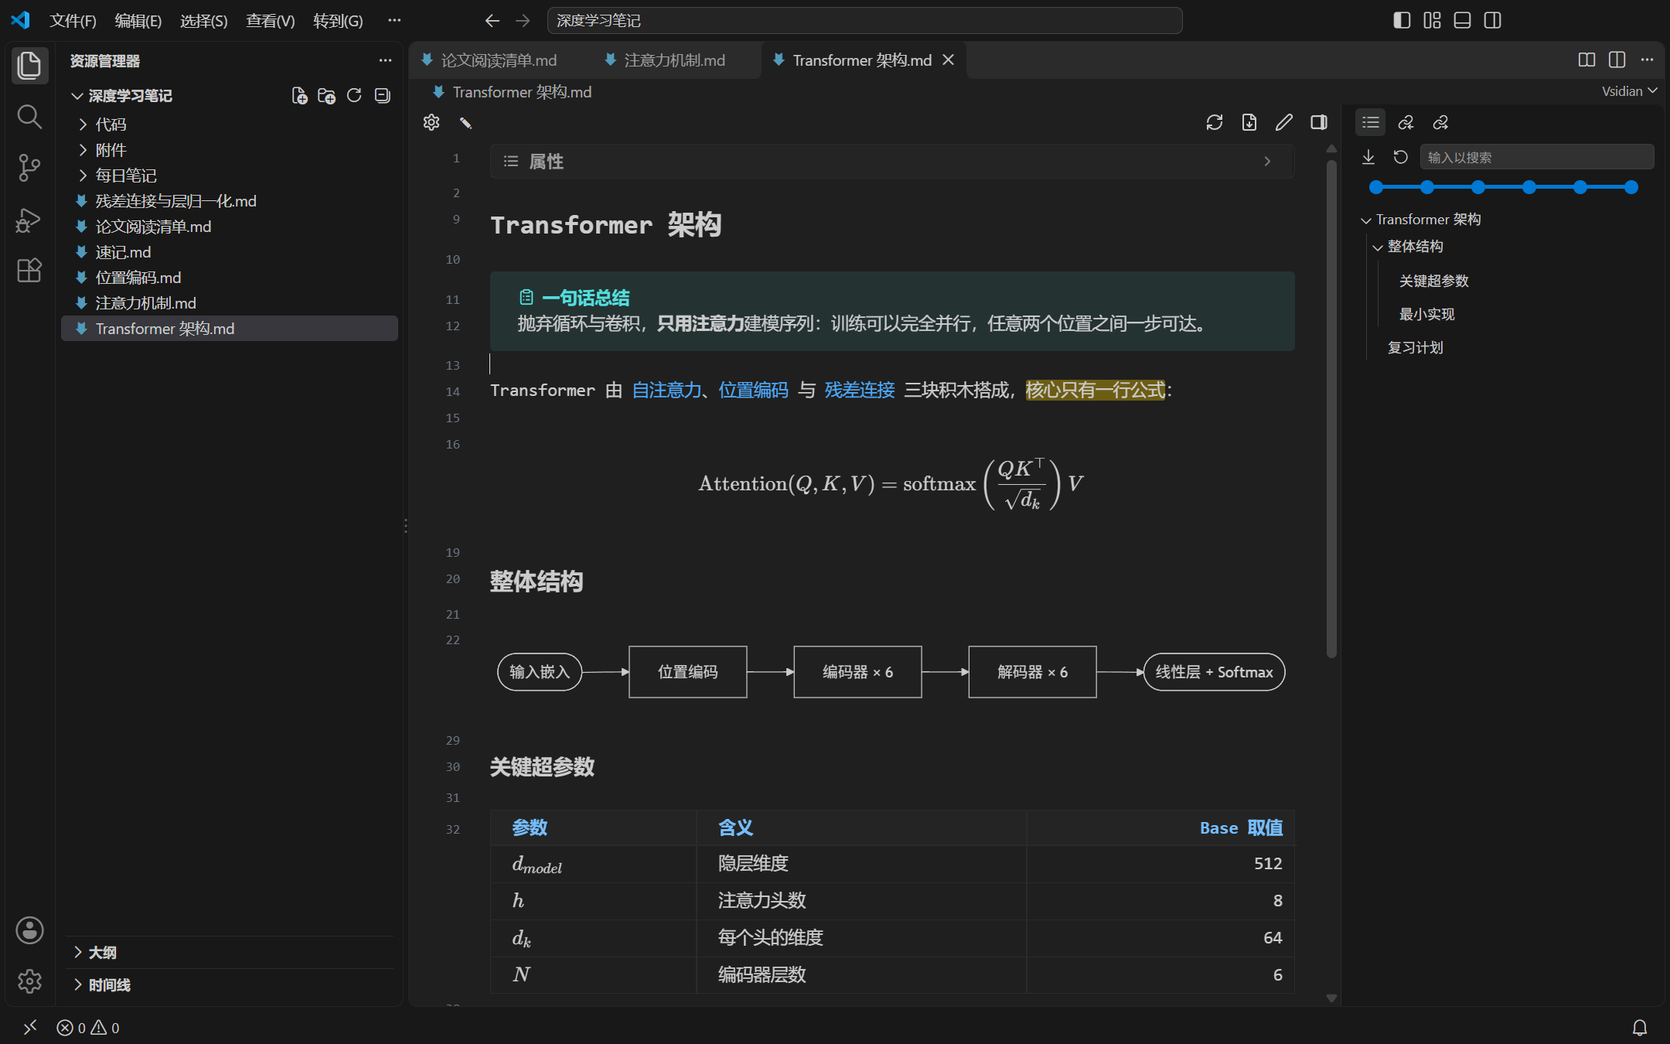 文件(F) 编辑(E) 选择(S) 查看(V) 转到(G) ···
深度学习笔记
资源管理器
深度学习笔记
代码
附件
每日笔记
残差连接与层归一化.md
论文阅读清单.md
速记.md
位置编码.md
注意力机制.md
Transformer 架构.md
大纲
时间线
论文阅读清单.md 注意力机制.md Transformer 架构.md
Transformer 架构.md
Vsidian
1 属性
2
9 Transformer 架构
10
11 一句话总结
12 抛弃循环与卷积，只用注意力建模序列：训练可以完全并行，任意两个位置之间一步可达。
13
14 Transformer 由 自注意力、位置编码 与 残差连接 三块积木搭成，核心只有一行公式：
15
16
Attention(Q, K, V) = softmax(QK⊤/√d_k)V
19
20 整体结构
21
22
输入嵌入 位置编码 编码器 × 6 解码器 × 6 线性层 + Softmax
29
30 关键超参数
31
32 参数 含义 Base 取值
d_model 隐层维度 512
h 注意力头数 8
d_k 每个头的维度 64
N 编码器层数 6
输入以搜索
Transformer 架构
整体结构
关键超参数
最小实现
复习计划
0 0